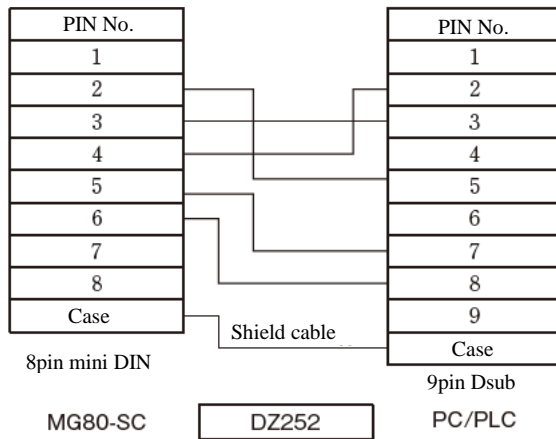 PIN No.
1
2
3
4
5
6
7
8
Case
8pin mini DIN
MG80-SC
Shield cable
DZ252
PIN No.
1
2
3
4
5
6
7
8
9
Case
9pin Dsub
PC/PLC